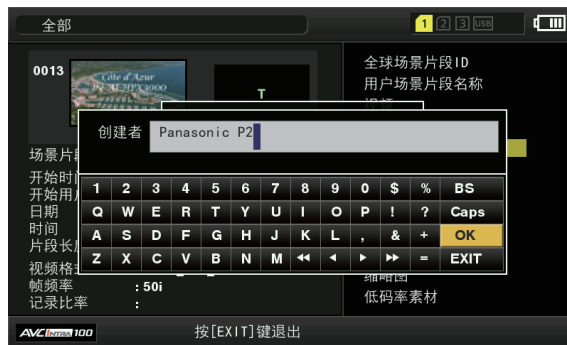 全部
1 2 3 USB
0013
Côte d'Azur
AJ-HPX3000
T
全球场景片段ID
用户场景片段名称
创建者 Panasonic P2
1 2 3 4 5 6 7 8 9 0 $ % BS
Q W E R T Y U I O P ! ? Caps
A S D F G H J K L , & + OK
Z X C V B N M ◀◀ ◀ ▶ ▶▶ = EXIT
场景片
开始时
开始用
日期
时间
片段长
视频格
帧频率 : 50i
记录比率 :
缩略图
低码率素材
AVC INTRA 100
按[EXIT]键退出